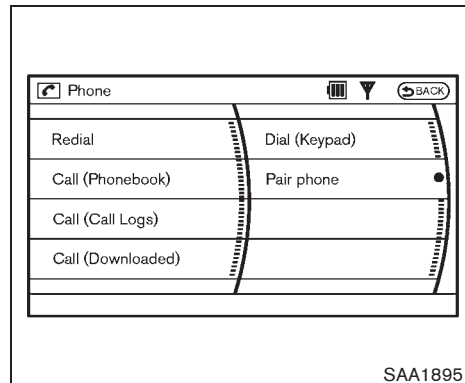 Phone
BACK
Redial
Dial (Keypad)
Call (Phonebook)
Pair phone
Call (Call Logs)
Call (Downloaded)
SAA1895